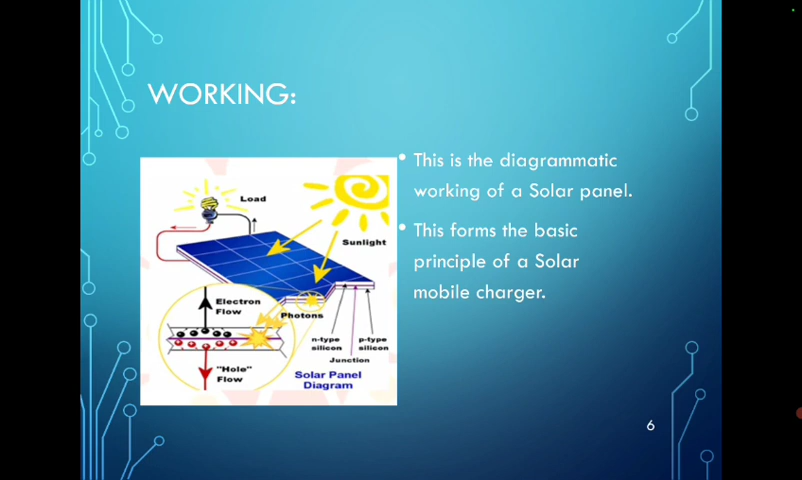 WORKING:
• This is the diagrammatic
working of a Solar panel.
• This forms the basic
principle of a Solar
mobile charger.
Load
Sunlight
Electron
Flow
Photons
n-type
silicon
p-type
silicon
Junction
"Hole"
Flow
Solar Panel
Diagram
6